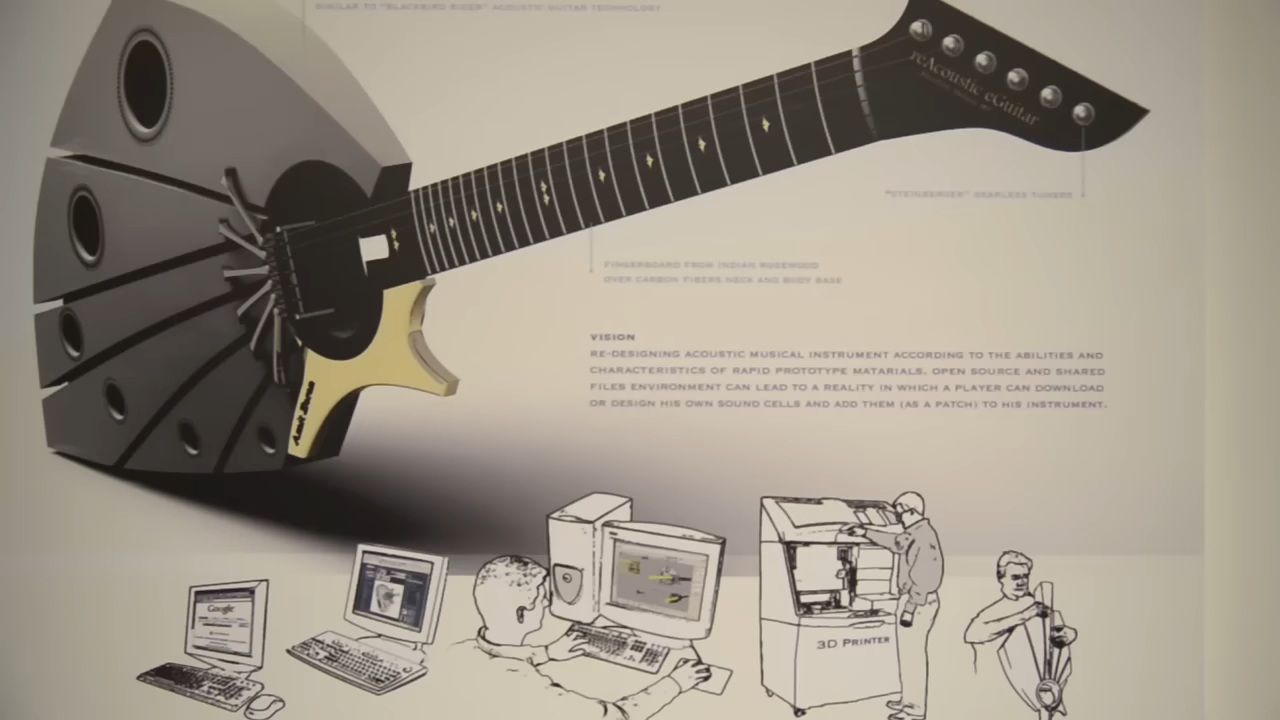 SIMILAR TO "BLACKBIRD RIDER" ACOUSTIC GUITAR TECHNOLOGY
reAcoustic eGuitar
"STEINBERGER" GEARLESS TUNERS
FINGERBOARD FROM INDIAN ROSEWOOD
OVER CARBON FIBERS NECK AND BODY BASE
VISION
RE-DESIGNING ACOUSTIC MUSICAL INSTRUMENT ACCORDING TO THE ABILITIES AND
CHARACTERISTICS OF RAPID PROTOTYPE MATARIALS. OPEN SOURCE AND SHARED
FILES ENVIRONMENT CAN LEAD TO A REALITY IN WHICH A PLAYER CAN DOWNLOAD
OR DESIGN HIS OWN SOUND CELLS AND ADD THEM (AS A PATCH) TO HIS INSTRUMENT.
Google
3D PRINTER